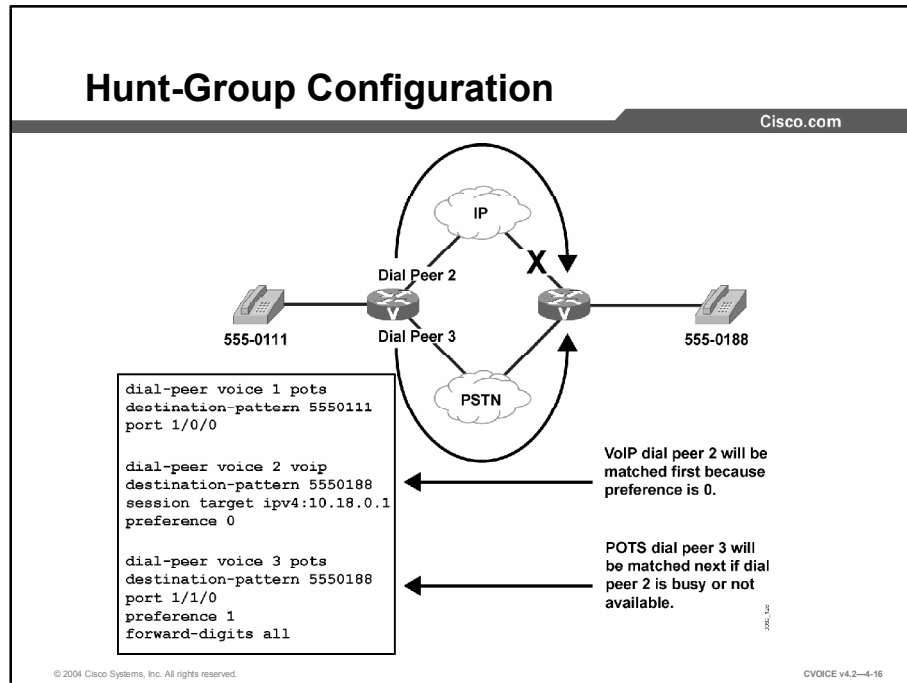 Hunt-Group Configuration
Cisco.com
IP
X
Dial Peer 2
V
V
555-0111
Dial Peer 3
555-0188
PSTN
dial-peer voice 1 pots
destination-pattern 5550111
port 1/0/0
dial-peer voice 2 voip
destination-pattern 5550188
session target ipv4:10.18.0.1
preference 0
dial-peer voice 3 pots
destination-pattern 5550188
port 1/1/0
preference 1
forward-digits all
VoIP dial peer 2 will be
matched first because
preference is 0.
POTS dial peer 3 will
be matched next if dial
peer 2 is busy or not
available.
© 2004 Cisco Systems, Inc. All rights reserved.
CVOICE v4.2—4-16